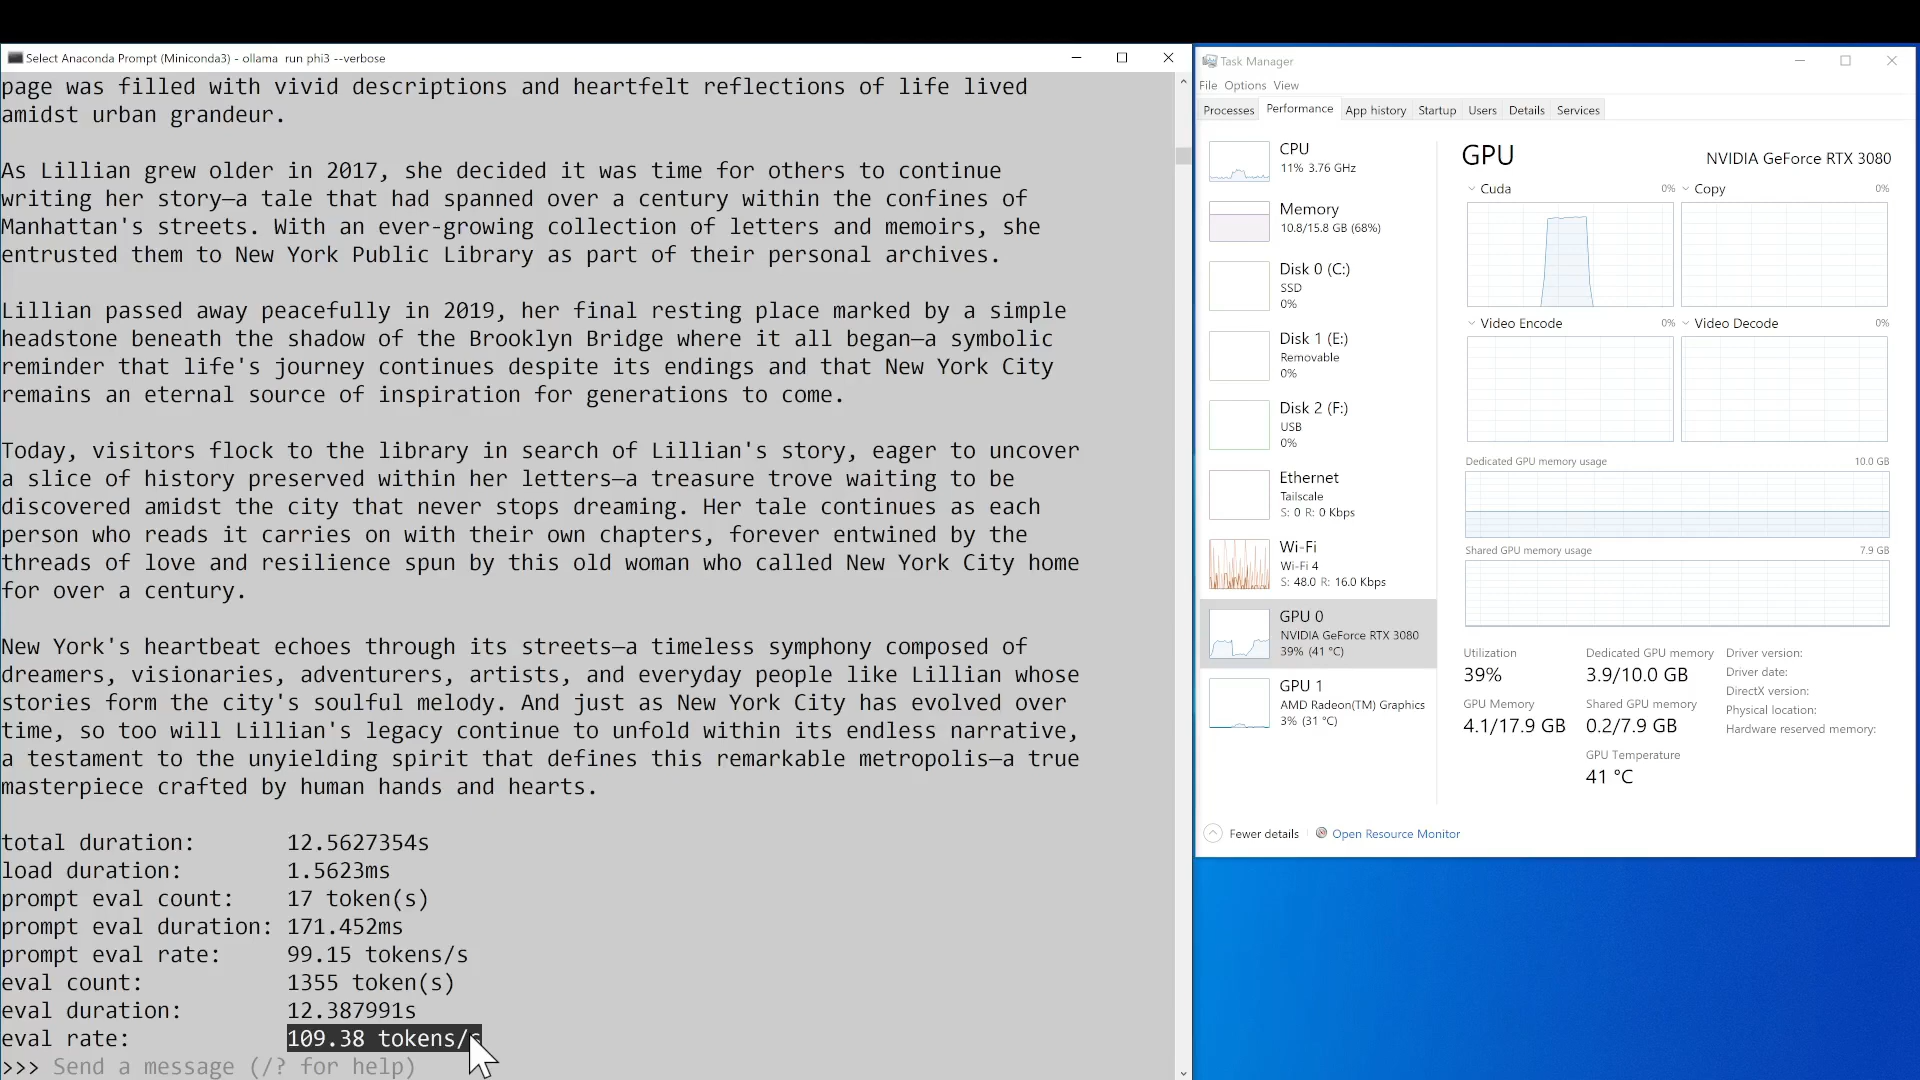 Select Anaconda Prompt (Miniconda3) - ollama  run phi3 --verbose
page was filled with vivid descriptions and heartfelt reflections of life lived
amidst urban grandeur.
As Lillian grew older in 2017, she decided it was time for others to continue
writing her story—a tale that had spanned over a century within the confines of
Manhattan's streets. With an ever-growing collection of letters and memoirs, she
entrusted them to New York Public Library as part of their personal archives.
Lillian passed away peacefully in 2019, her final resting place marked by a simple
headstone beneath the shadow of the Brooklyn Bridge where it all began—a symbolic
reminder that life's journey continues despite its endings and that New York City
remains an eternal source of inspiration for generations to come.
Today, visitors flock to the library in search of Lillian's story, eager to uncover
a slice of history preserved within her letters—a treasure trove waiting to be
discovered amidst the city that never stops dreaming. Her tale continues as each
person who reads it carries on with their own chapters, forever entwined by the
threads of love and resilience spun by this old woman who called New York City home
for over a century.
New York's heartbeat echoes through its streets—a timeless symphony composed of
dreamers, visionaries, adventurers, artists, and everyday people like Lillian whose
stories form the city's soulful melody. And just as New York City has evolved over
time, so too will Lillian's legacy continue to unfold within its endless narrative,
a testament to the unyielding spirit that defines this remarkable metropolis—a true
masterpiece crafted by human hands and hearts.
total duration: 12.5627354s
load duration: 1.5623ms
prompt eval count: 17 token(s)
prompt eval duration: 171.452ms
prompt eval rate: 99.15 tokens/s
eval count: 1355 token(s)
eval duration: 12.387991s
eval rate: 109.38 tokens/s
>>> Send a message (/? for help)
Task Manager
File Options View
Processes Performance App history Startup Users Details Services
CPU
11% 3.76 GHz
Memory
10.8/15.8 GB (68%)
Disk 0 (C:)
SSD
0%
Disk 1 (E:)
Removable
0%
Disk 2 (F:)
USB
0%
Ethernet
Tailscale
S: 0 R: 0 Kbps
Wi-Fi
Wi-Fi 4
S: 48.0 R: 16.0 Kbps
GPU 0
NVIDIA GeForce RTX 3080
39% (41 °C)
GPU 1
AMD Radeon(TM) Graphics
3% (31 °C)
GPU NVIDIA GeForce RTX 3080
Cuda 0% Copy 0%
Video Encode 0% Video Decode 0%
Dedicated GPU memory usage 10.0 GB
Shared GPU memory usage 7.9 GB
Utilization
39%
GPU Memory
4.1/17.9 GB
Dedicated GPU memory
3.9/10.0 GB
Shared GPU memory
0.2/7.9 GB
GPU Temperature
41 °C
Driver version:
Driver date:
DirectX version:
Physical location:
Hardware reserved memory:
Fewer details Open Resource Monitor